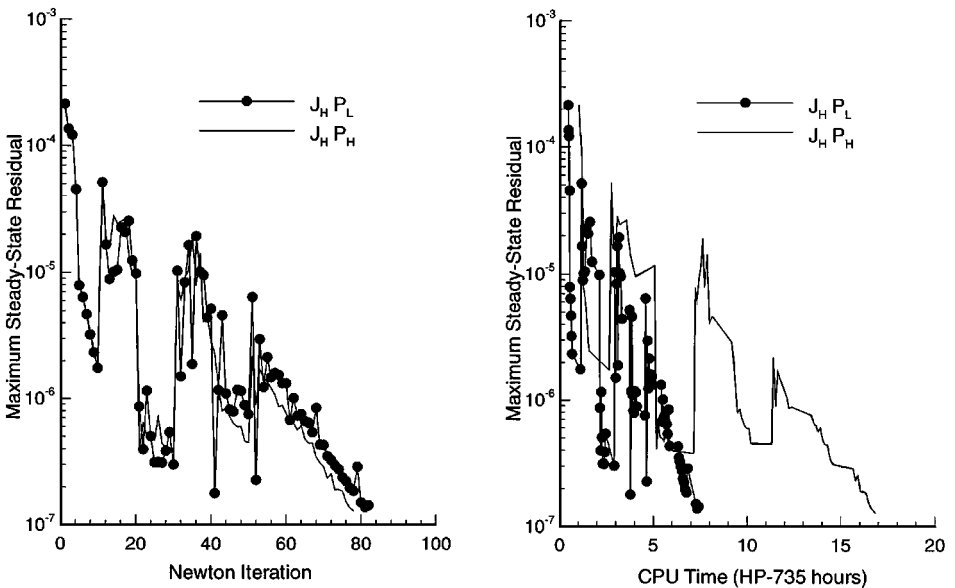 10⁻³
10⁻⁴
10⁻⁵
10⁻⁶
10⁻⁷
Maximum Steady-State Residual
J_H P_L
J_H P_H
0
20
40
60
80
100
Newton Iteration
10⁻³
10⁻⁴
10⁻⁵
10⁻⁶
10⁻⁷
Maximum Steady-State Residual
J_H P_L
J_H P_H
0
5
10
15
20
CPU Time (HP-735 hours)